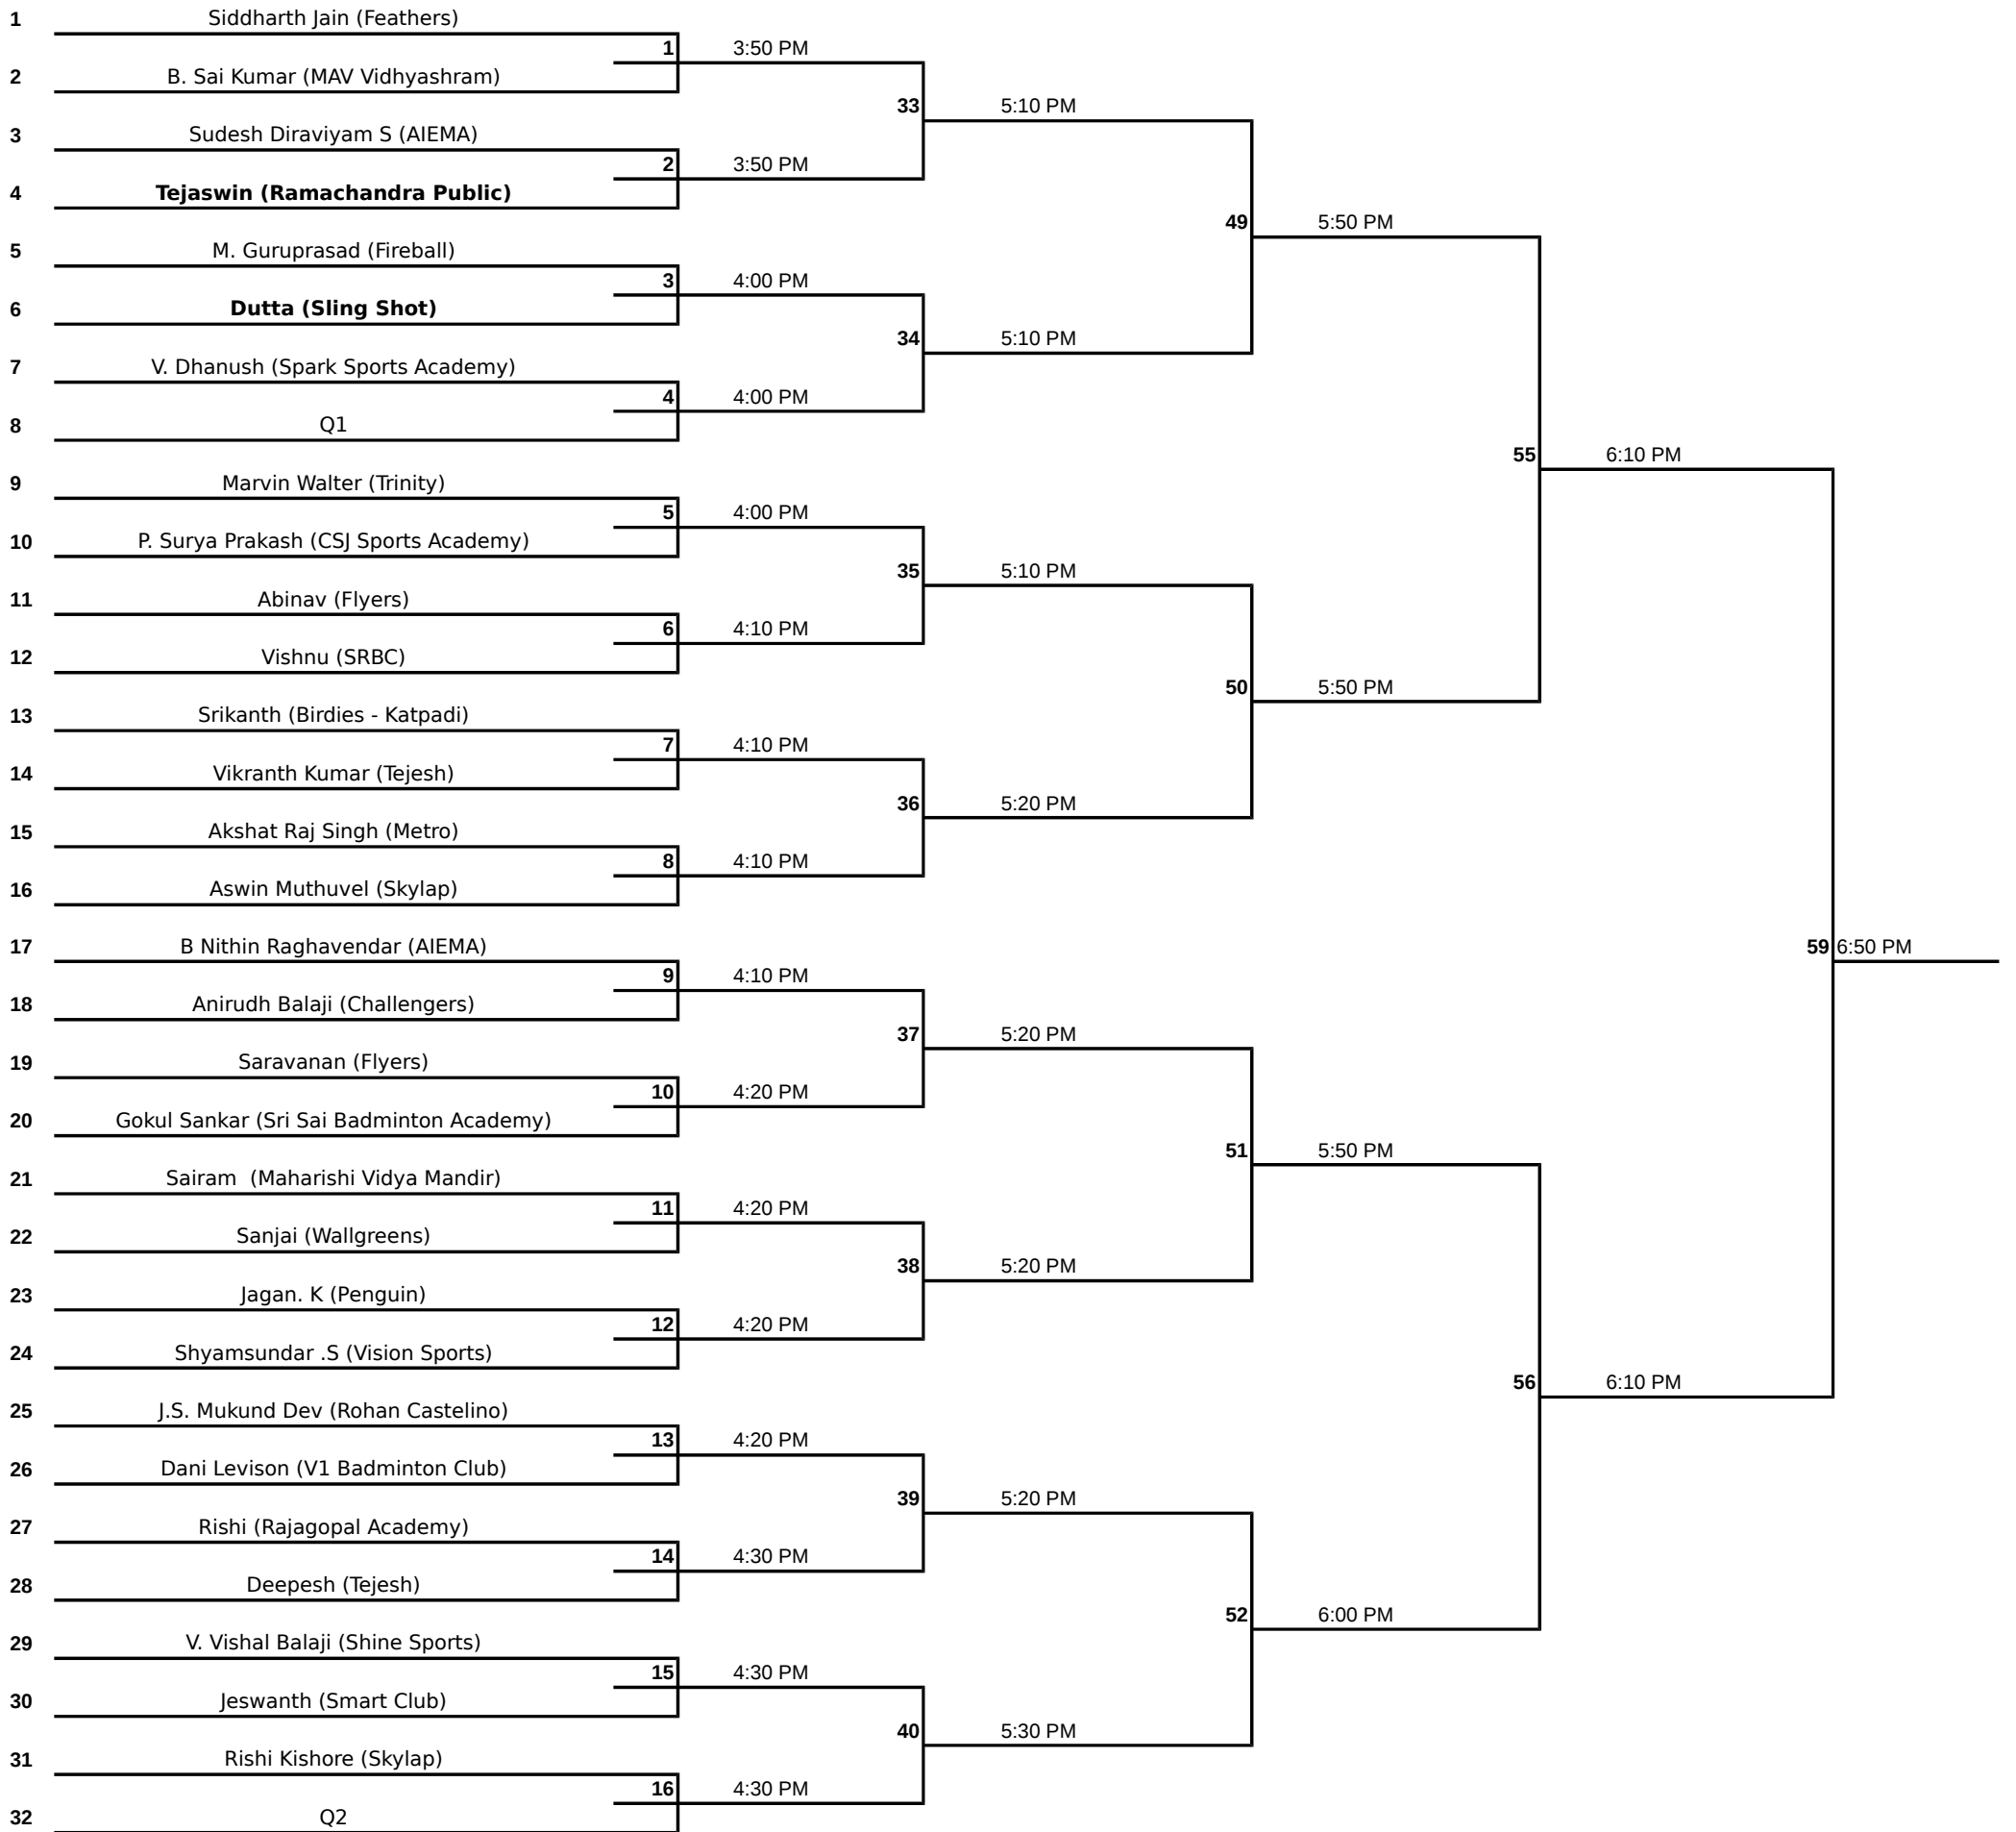 1 Siddharth Jain (Feathers)
1 3:50 PM
2 B. Sai Kumar (MAV Vidhyashram)
33 5:10 PM
3 Sudesh Diraviyam S (AIEMA)
2 3:50 PM
4 Tejaswin (Ramachandra Public)
49 5:50 PM
5 M. Guruprasad (Fireball)
3 4:00 PM
6 Dutta (Sling Shot)
34 5:10 PM
7 V. Dhanush (Spark Sports Academy)
4 4:00 PM
8 Q1
55 6:10 PM
9 Marvin Walter (Trinity)
5 4:00 PM
10 P. Surya Prakash (CSJ Sports Academy)
35 5:10 PM
11 Abinav (Flyers)
6 4:10 PM
12 Vishnu (SRBC)
50 5:50 PM
13 Srikanth (Birdies - Katpadi)
7 4:10 PM
14 Vikranth Kumar (Tejesh)
36 5:20 PM
15 Akshat Raj Singh (Metro)
8 4:10 PM
16 Aswin Muthuvel (Skylap)
17 B Nithin Raghavendar (AIEMA)
59 6:50 PM
9 4:10 PM
18 Anirudh Balaji (Challengers)
37 5:20 PM
19 Saravanan (Flyers)
10 4:20 PM
20 Gokul Sankar (Sri Sai Badminton Academy)
51 5:50 PM
21 Sairam  (Maharishi Vidya Mandir)
11 4:20 PM
22 Sanjai (Wallgreens)
38 5:20 PM
23 Jagan. K (Penguin)
12 4:20 PM
24 Shyamsundar .S (Vision Sports)
56 6:10 PM
25 J.S. Mukund Dev (Rohan Castelino)
13 4:20 PM
26 Dani Levison (V1 Badminton Club)
39 5:20 PM
27 Rishi (Rajagopal Academy)
14 4:30 PM
28 Deepesh (Tejesh)
52 6:00 PM
29 V. Vishal Balaji (Shine Sports)
15 4:30 PM
30 Jeswanth (Smart Club)
40 5:30 PM
31 Rishi Kishore (Skylap)
16 4:30 PM
32 Q2